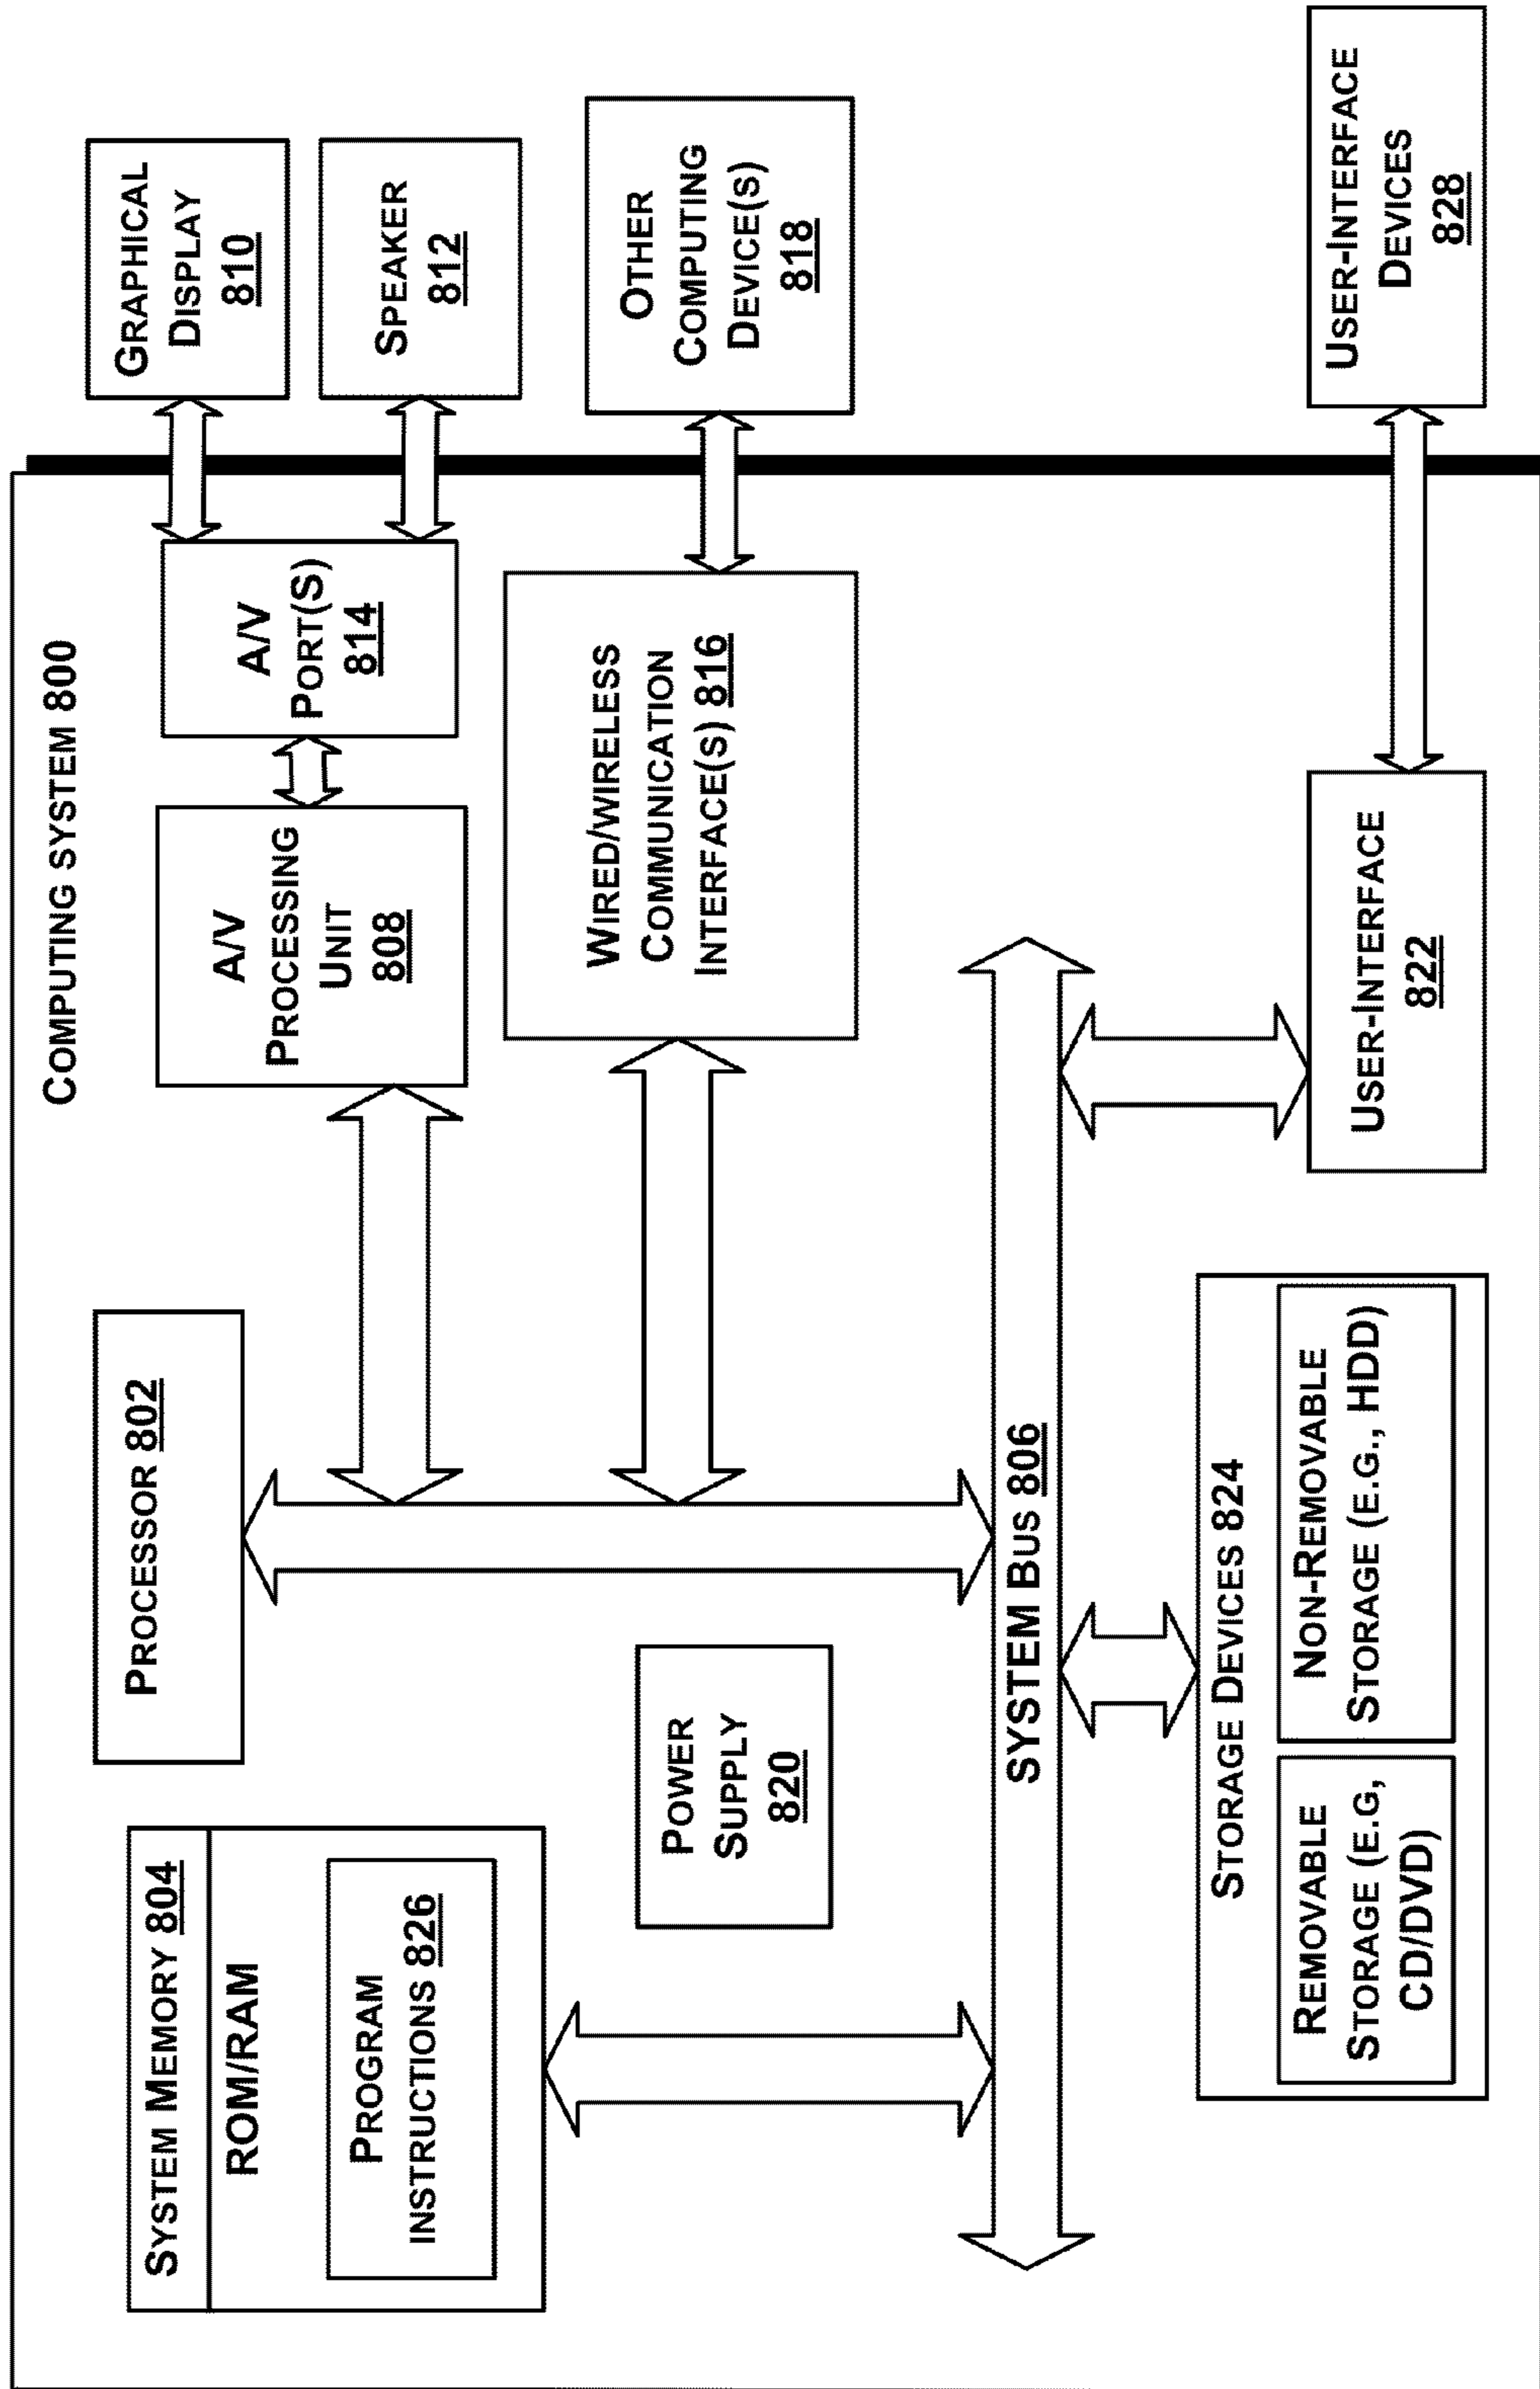 COMPUTING SYSTEM 800
SYSTEM MEMORY 804
ROM/RAM
PROGRAM
INSTRUCTIONS 826
PROCESSOR 802
A/V
PROCESSING
UNIT
808
A/V
PORT(S)
814
GRAPHICAL
DISPLAY
810
SPEAKER
812
POWER
SUPPLY
820
WIRED/WIRELESS
COMMUNICATION
INTERFACE(S) 816
OTHER
COMPUTING
DEVICE(S)
818
SYSTEM BUS 806
STORAGE DEVICES 824
REMOVABLE
STORAGE (E.G,
CD/DVD)
NON-REMOVABLE
STORAGE (E.G., HDD)
USER-INTERFACE
822
USER-INTERFACE
DEVICES
828